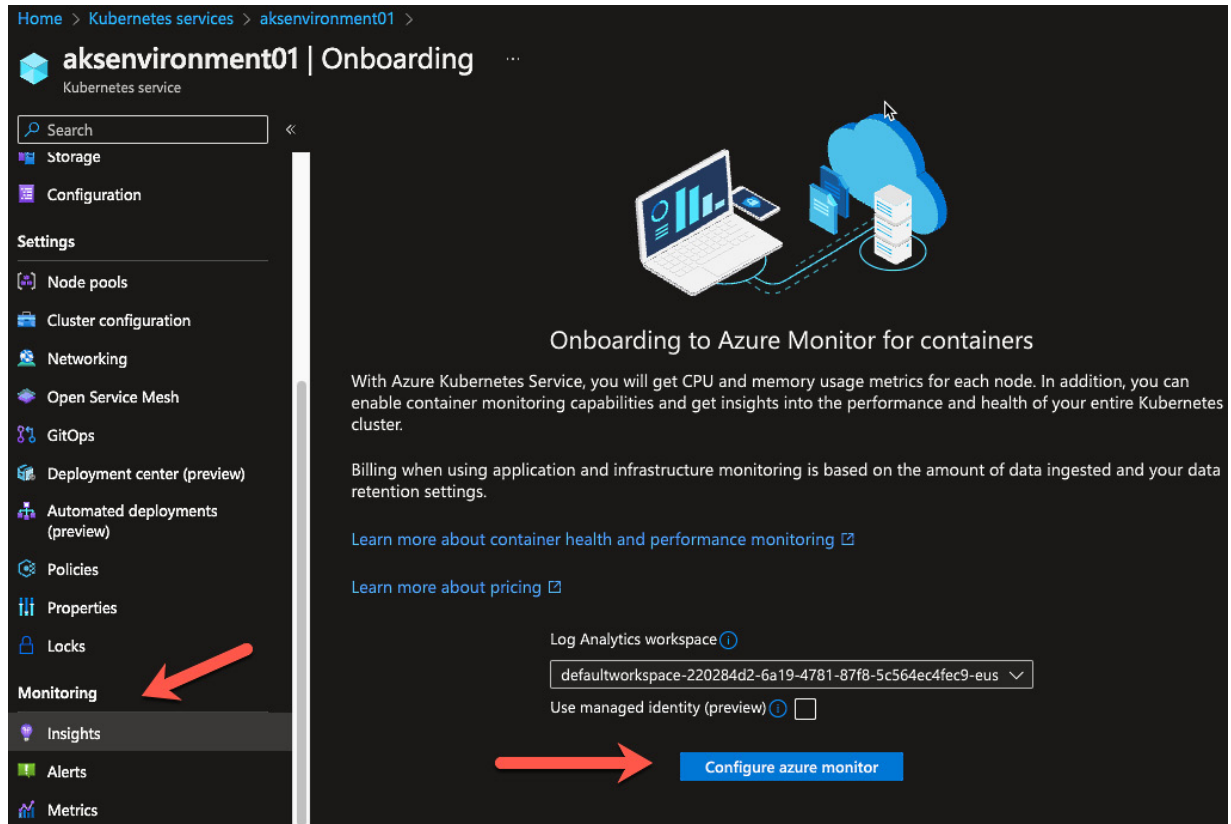 Home > Kubernetes services > aksenvironment01 >
aksenvironment01 | Onboarding ...
Kubernetes service
Search «
Storage
Configuration
Settings
Node pools
Cluster configuration
Networking
Open Service Mesh
GitOps
Deployment center (preview)
Automated deployments
(preview)
Policies
Properties
Locks
Monitoring
Insights
Alerts
Metrics
Onboarding to Azure Monitor for containers
With Azure Kubernetes Service, you will get CPU and memory usage metrics for each node. In addition, you can
enable container monitoring capabilities and get insights into the performance and health of your entire Kubernetes
cluster.
Billing when using application and infrastructure monitoring is based on the amount of data ingested and your data
retention settings.
Learn more about container health and performance monitoring
Learn more about pricing
Log Analytics workspace
defaultworkspace-220284d2-6a19-4781-87f8-5c564ec4fec9-eus
Use managed identity (preview)
Configure azure monitor